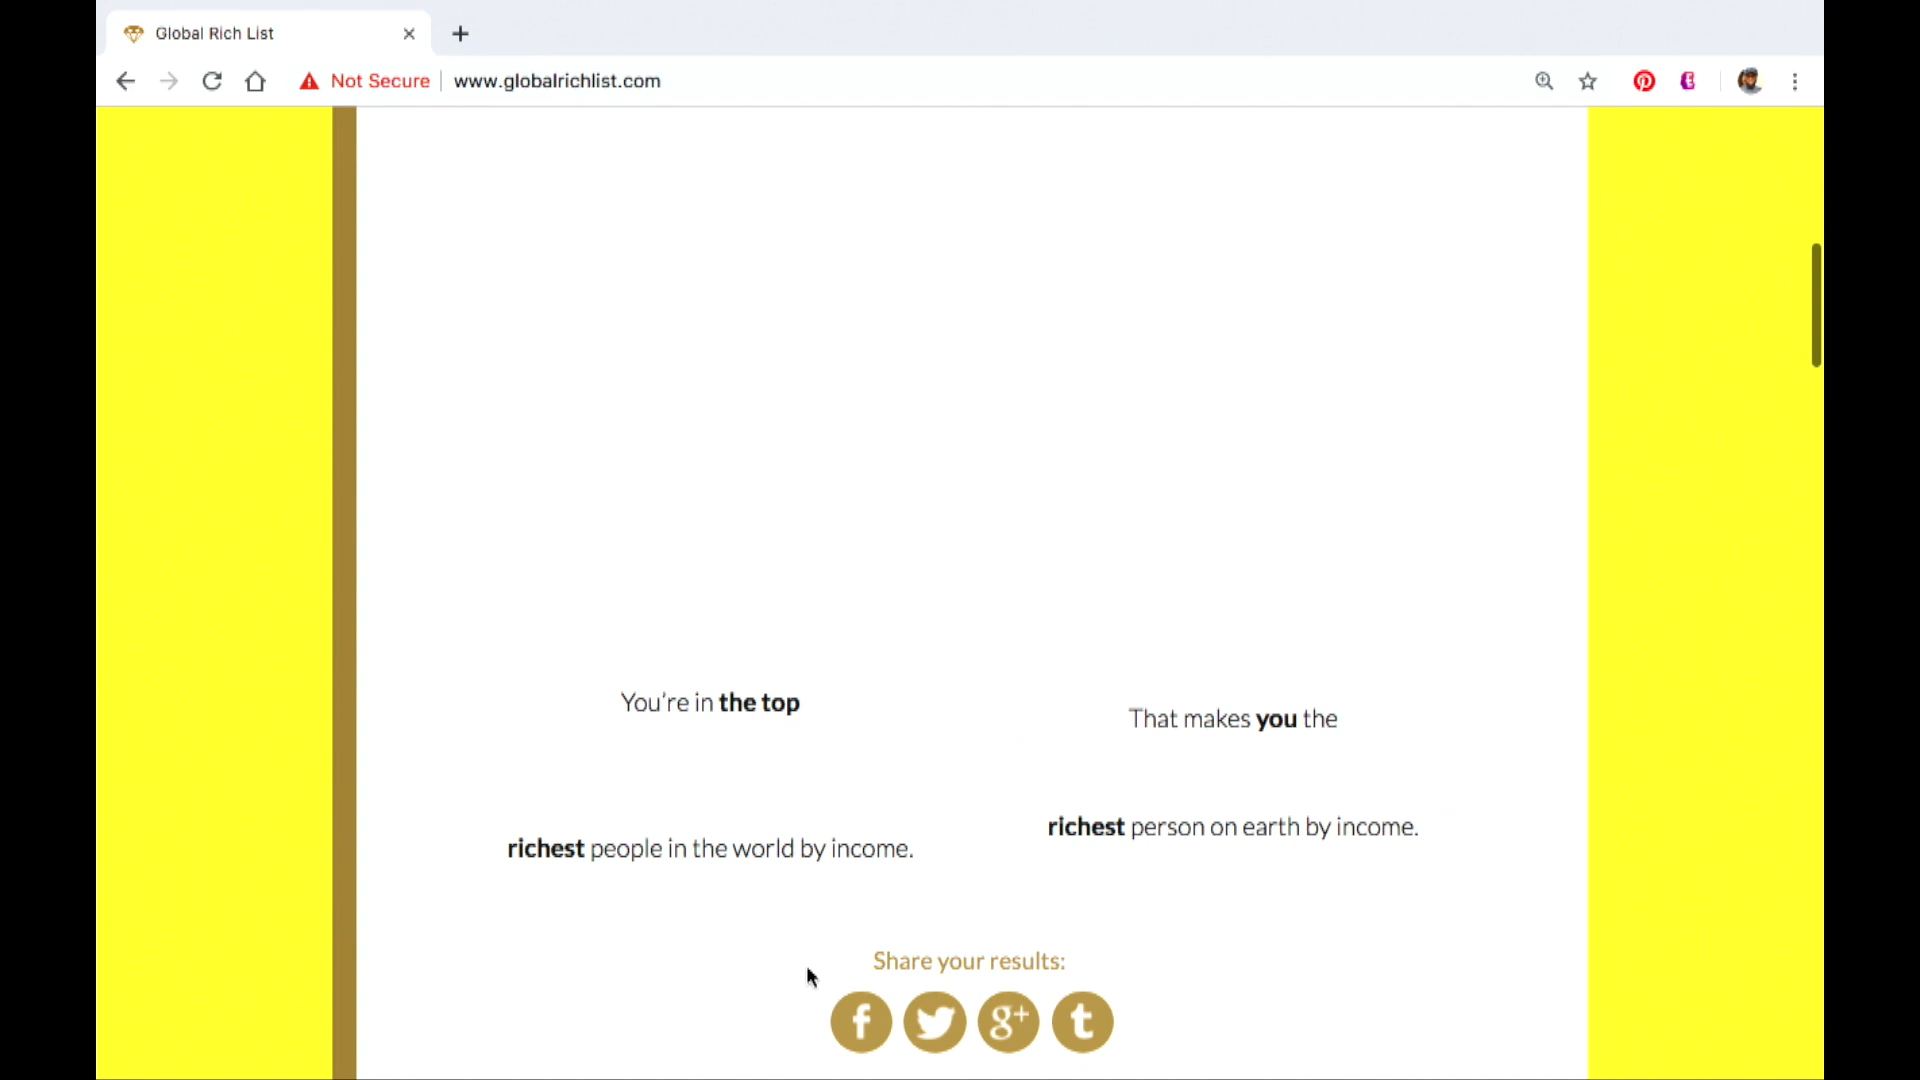 Global Rich List
Not Secure
www.globalrichlist.com
You're in the top
richest people in the world by income.
That makes you the
richest person on earth by income.
Share your results:
f
g+
t